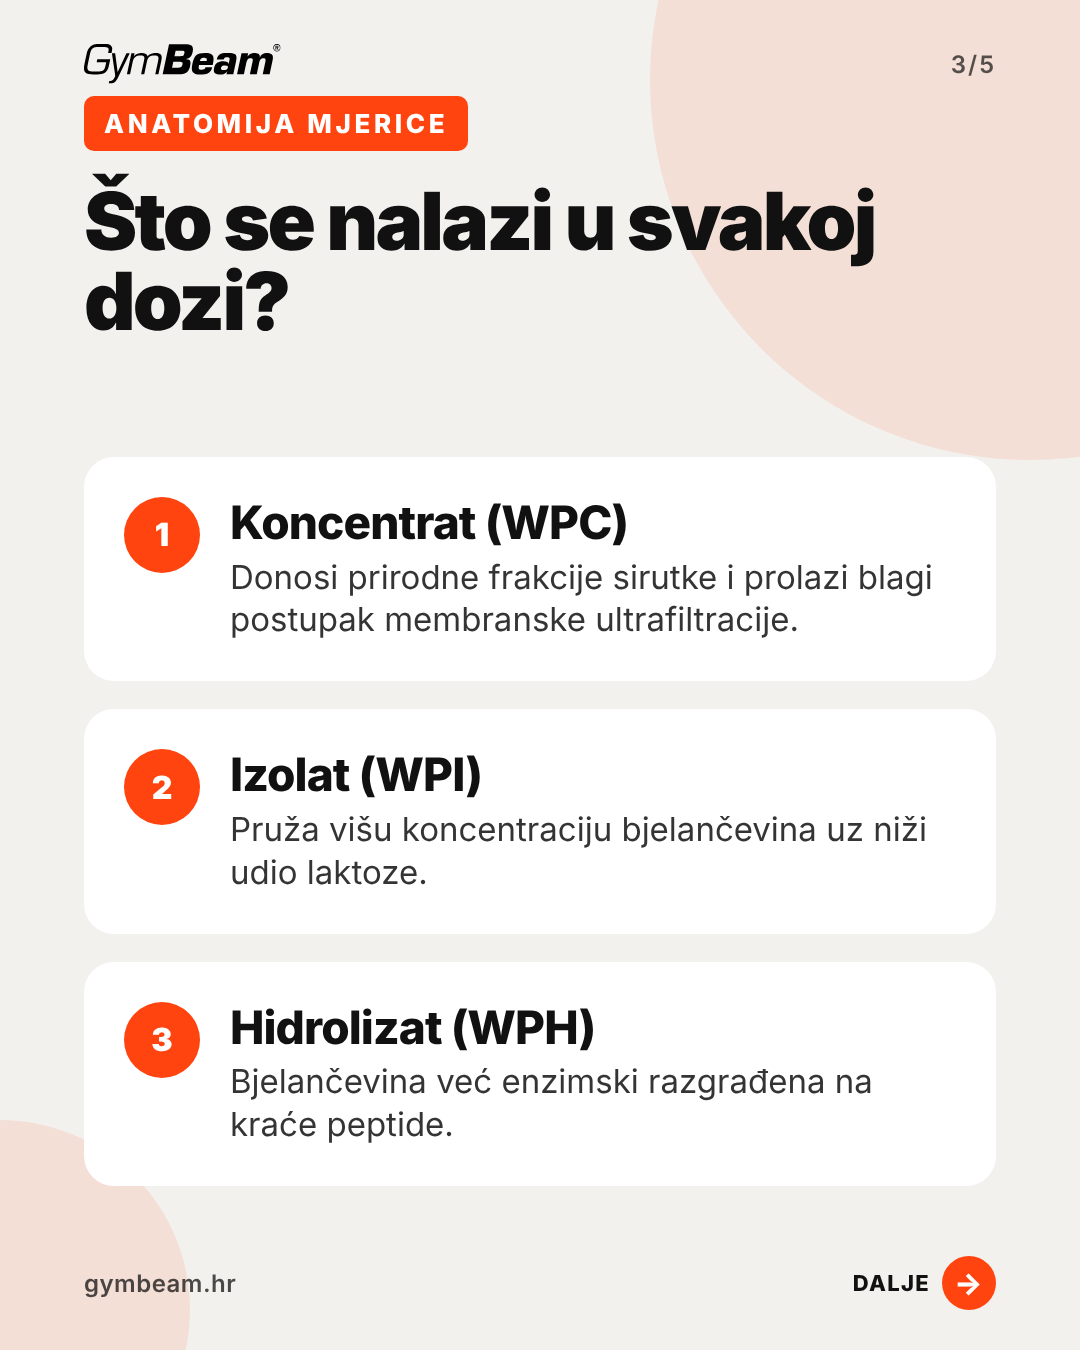 GymBeam®
3/5
ANATOMIJA MJERICE
Što se nalazi u svakoj
dozi?
1
Koncentrat (WPC)
Donosi prirodne frakcije sirutke i prolazi blagi
postupak membranske ultrafiltracije.
2
Izolat (WPI)
Pruža višu koncentraciju bjelančevina uz niži
udio laktoze.
3
Hidrolizat (WPH)
Bjelančevina već enzimski razgrađena na
kraće peptide.
gymbeam.hr
DALJE →